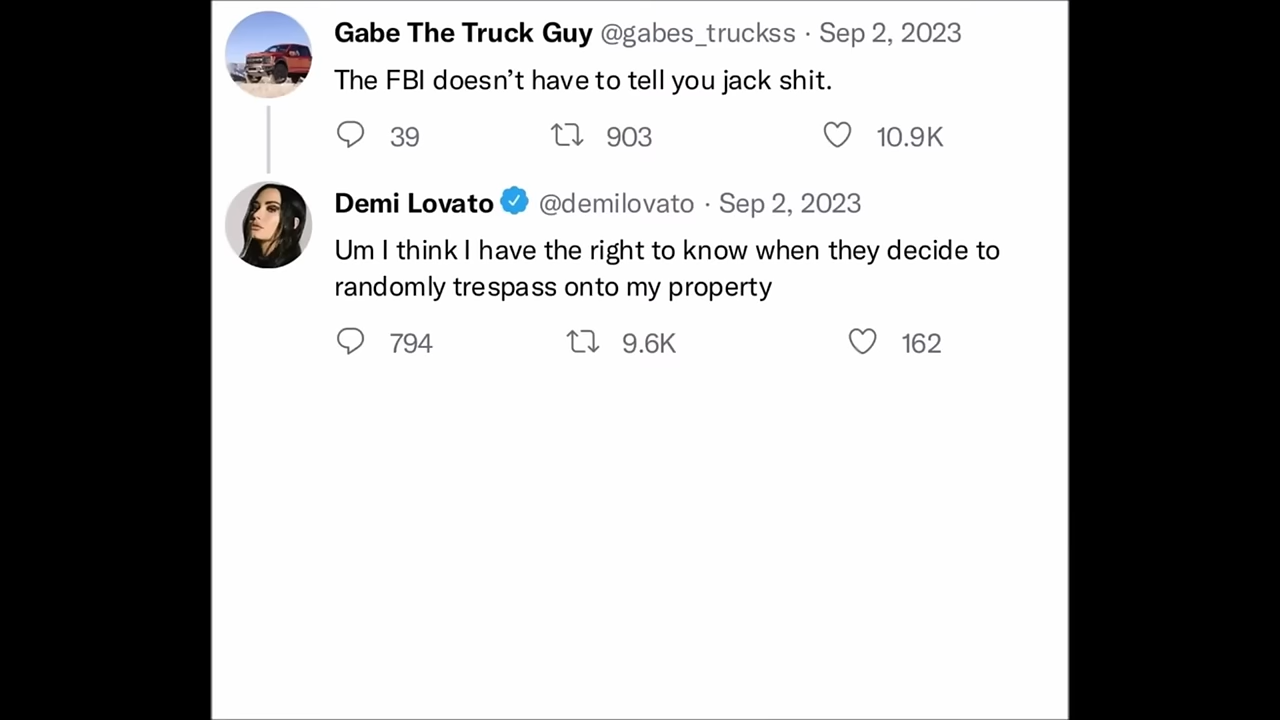 Gabe The Truck Guy @gabes_truckss · Sep 2, 2023
The FBI doesn’t have to tell you jack shit.
39 903 10.9K
Demi Lovato @demilovato · Sep 2, 2023
Um I think I have the right to know when they decide to
randomly trespass onto my property
794 9.6K 162